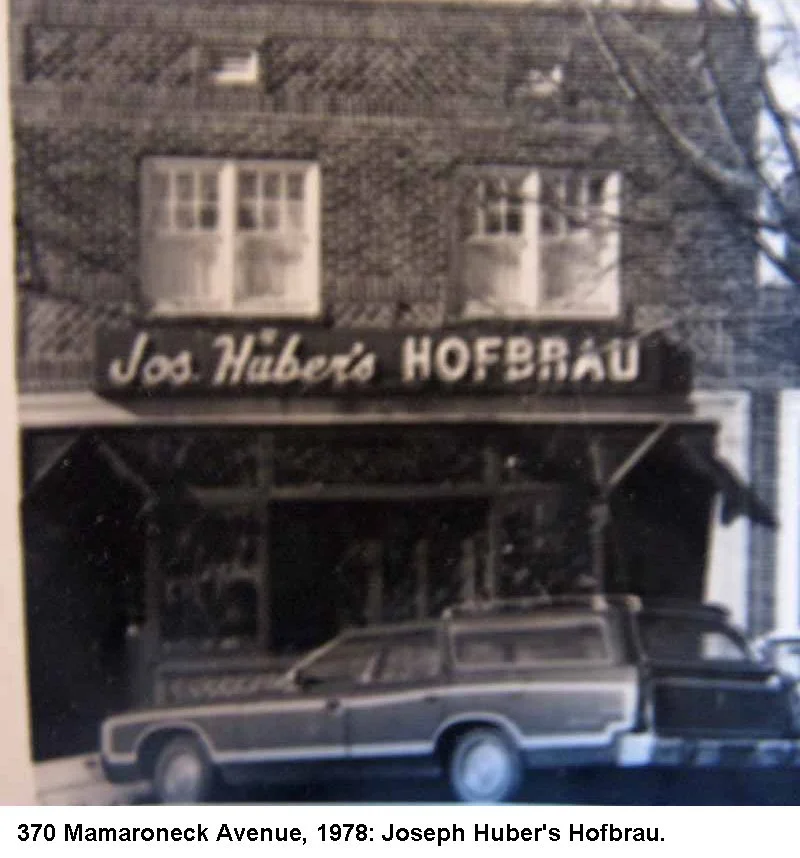 Jos. Hüber's HOFBRAU
370 Mamaroneck Avenue, 1978: Joseph Huber's Hofbrau.